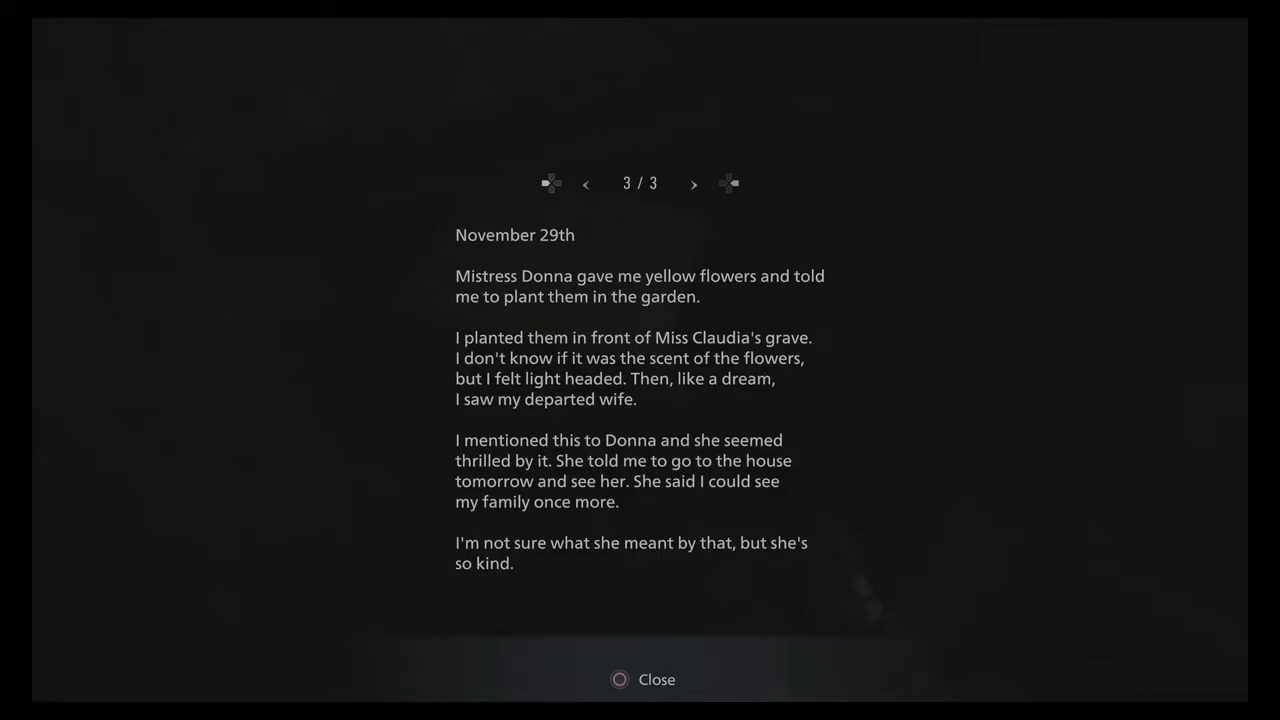 3 / 3
November 29th
Mistress Donna gave me yellow flowers and told
me to plant them in the garden.
I planted them in front of Miss Claudia's grave.
I don't know if it was the scent of the flowers,
but I felt light headed. Then, like a dream,
I saw my departed wife.
I mentioned this to Donna and she seemed
thrilled by it. She told me to go to the house
tomorrow and see her. She said I could see
my family once more.
I'm not sure what she meant by that, but she's
so kind.
Close